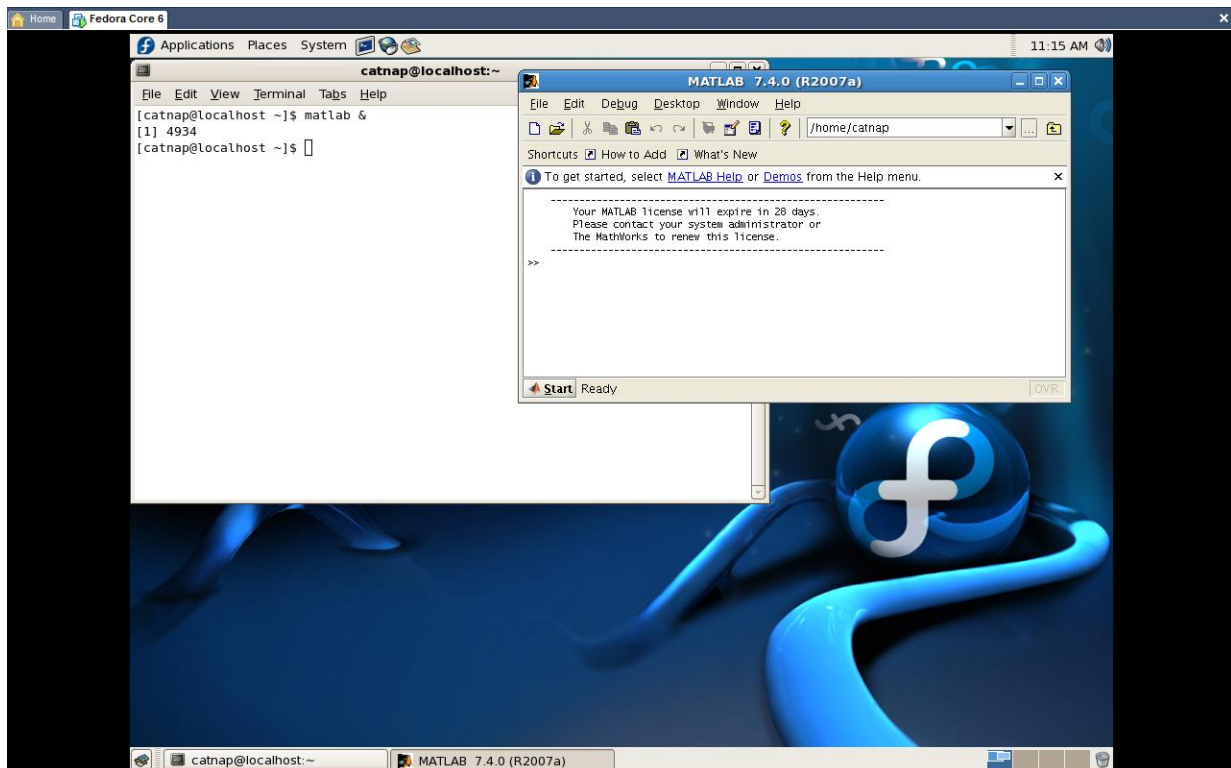 Home Fedora Core 6
Applications Places System 11:15 AM
catnap@localhost:~
File Edit View Terminal Tabs Help
[catnap@localhost ~]$ matlab &
[1] 4934
[catnap@localhost ~]$
MATLAB 7.4.0 (R2007a)
File Edit Debug Desktop Window Help
/home/catnap
...
Shortcuts How to Add What's New
To get started, select MATLAB Help or Demos from the Help menu.
------------------------------------------------------
Your MATLAB license will expire in 28 days.
Please contact your system administrator or
The MathWorks to renew this license.
------------------------------------------------------
>>
Start Ready OVR
catnap@localhost:~ MATLAB 7.4.0 (R2007a)